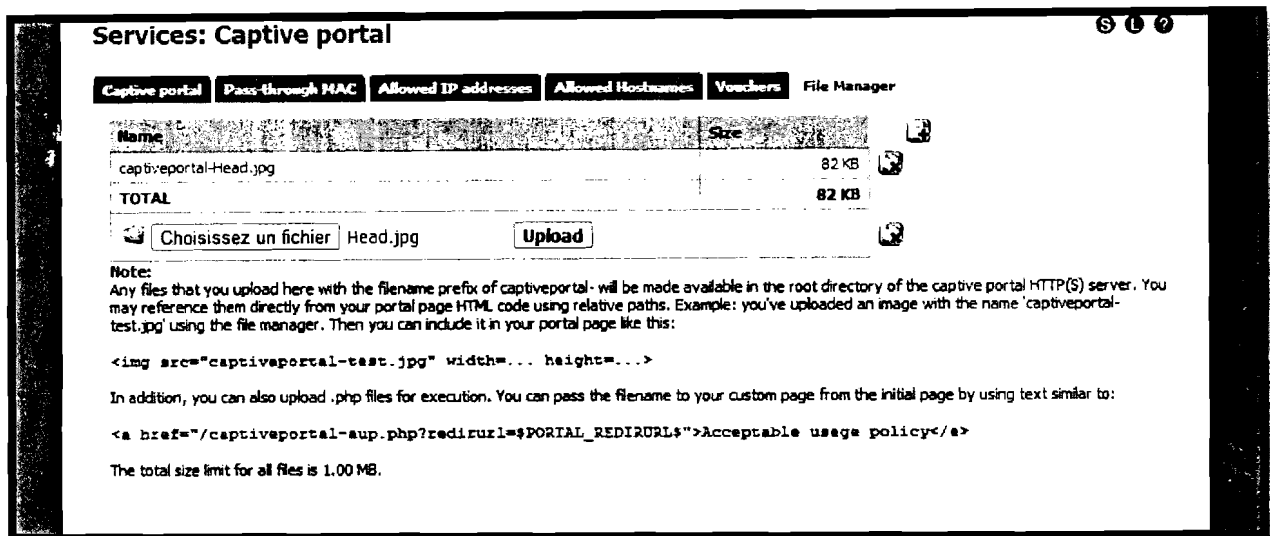 Services: Captive portal
S L ?
Captive portal Pass-through MAC Allowed IP addresses Allowed Hostnames Vouchers File Manager
Name Size
captiveportal-Head.jpg 82 KB
TOTAL 82 KB
Choisissez un fichier Head.jpg Upload
Note:
Any files that you upload here with the filename prefix of captiveportal- will be made available in the root directory of the captive portal HTTP(S) server. You
may reference them directly from your portal page HTML code using relative paths. Example: you've uploaded an image with the name 'captiveportal-
test.jpg' using the file manager. Then you can include it in your portal page like this:
<img src="captiveportal-test.jpg" width=... height=...>
In addition, you can also upload .php files for execution. You can pass the filename to your custom page from the initial page by using text similar to:
<a href="/captiveportal-aup.php?redirurl=$PORTAL_REDIRURL$">Acceptable usage policy</a>
The total size limit for all files is 1.00 MB.